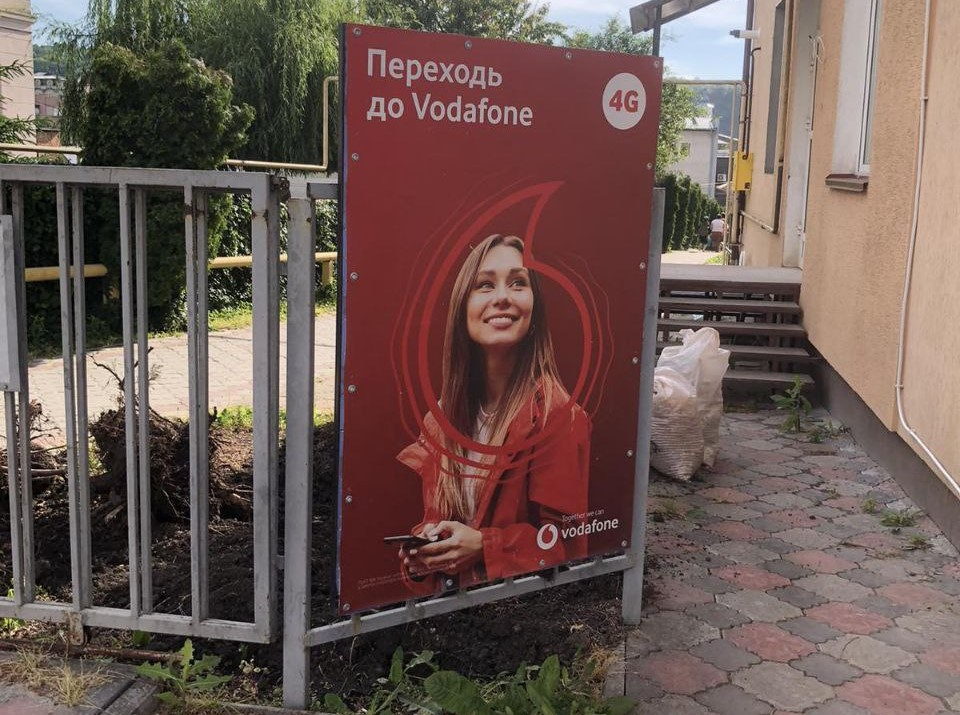 Переходь
до Vodafone
4G
Together we can
vodafone